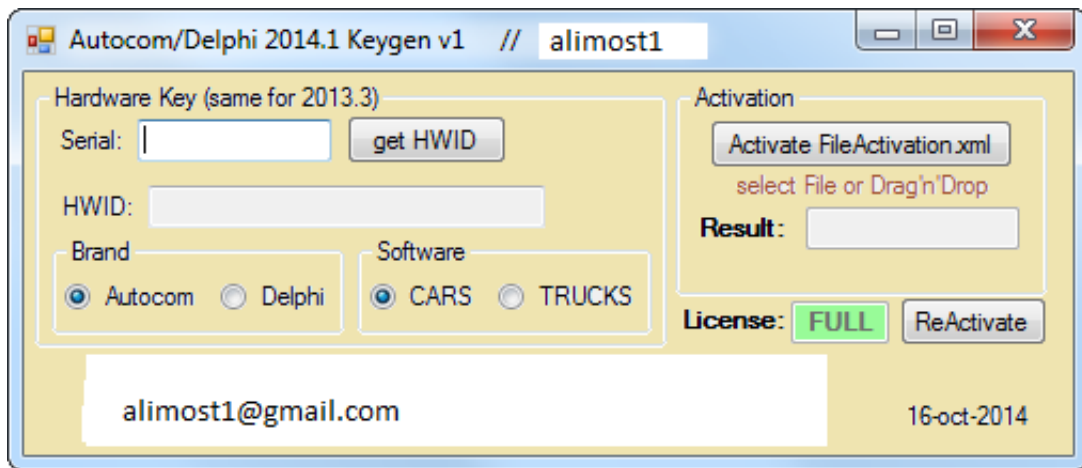 Autocom/Delphi 2014.1 Keygen v1 // alimost1
Hardware Key (same for 2013.3)
Serial:
get HWID
HWID:
Brand
Autocom
Delphi
Software
CARS
TRUCKS
Activation
Activate FileActivation.xml
select File or Drag'n'Drop
Result:
License: FULL
ReActivate
alimost1@gmail.com
16-oct-2014